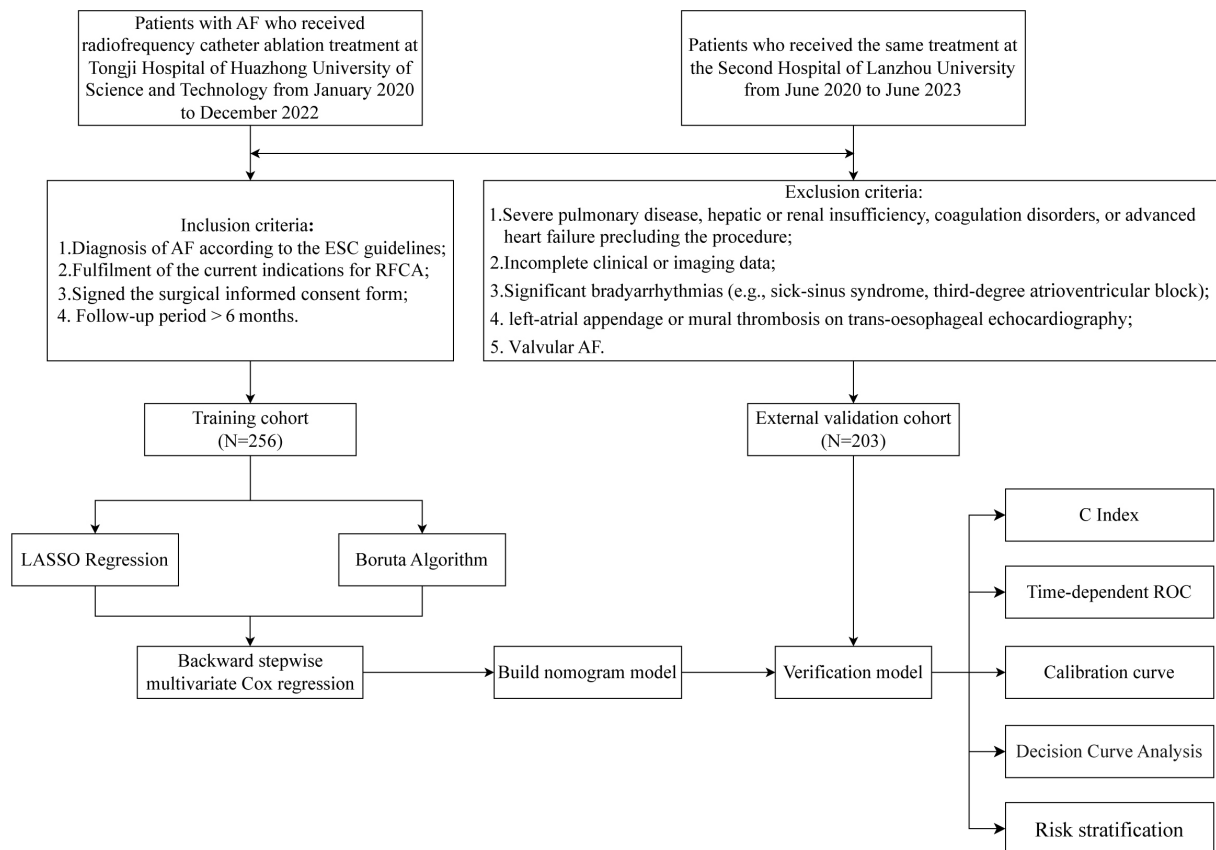 Patients with AF who received
radiofrequency catheter ablation treatment at
Tongji Hospital of Huazhong University of
Science and Technology from January 2020
to December 2022
Patients who received the same treatment at
the Second Hospital of Lanzhou University
from June 2020 to June 2023
Inclusion criteria:
1.Diagnosis of AF according to the ESC guidelines;
2.Fulfilment of the current indications for RFCA;
3.Signed the surgical informed consent form;
4. Follow-up period > 6 months.
Exclusion criteria:
1.Severe pulmonary disease, hepatic or renal insufficiency, coagulation disorders, or advanced
heart failure precluding the procedure;
2.Incomplete clinical or imaging data;
3.Significant bradyarrhythmias (e.g., sick-sinus syndrome, third-degree atrioventricular block);
4. left-atrial appendage or mural thrombosis on trans-oesophageal echocardiography;
5. Valvular AF.
Training cohort
(N=256)
External validation cohort
(N=203)
LASSO Regression
Boruta Algorithm
Backward stepwise
multivariate Cox regression
Build nomogram model
Verification model
C Index
Time-dependent ROC
Calibration curve
Decision Curve Analysis
Risk stratification